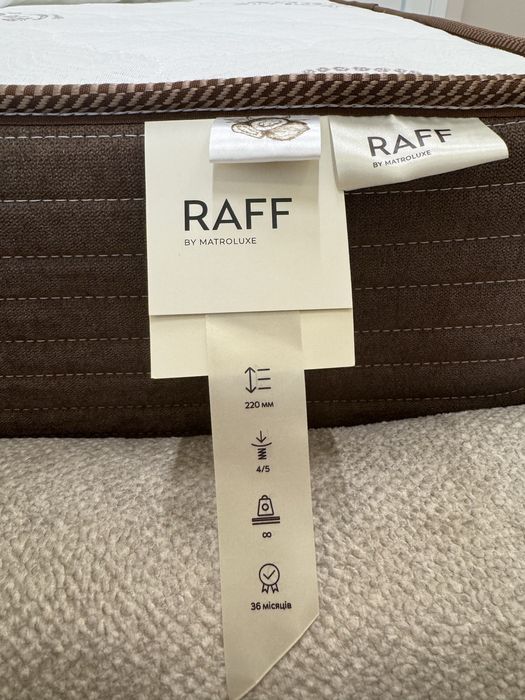 RAFF
BY MATROLUXE
RAFF
BY MATROLUXE
220 мм
4/5
∞
36 місяців